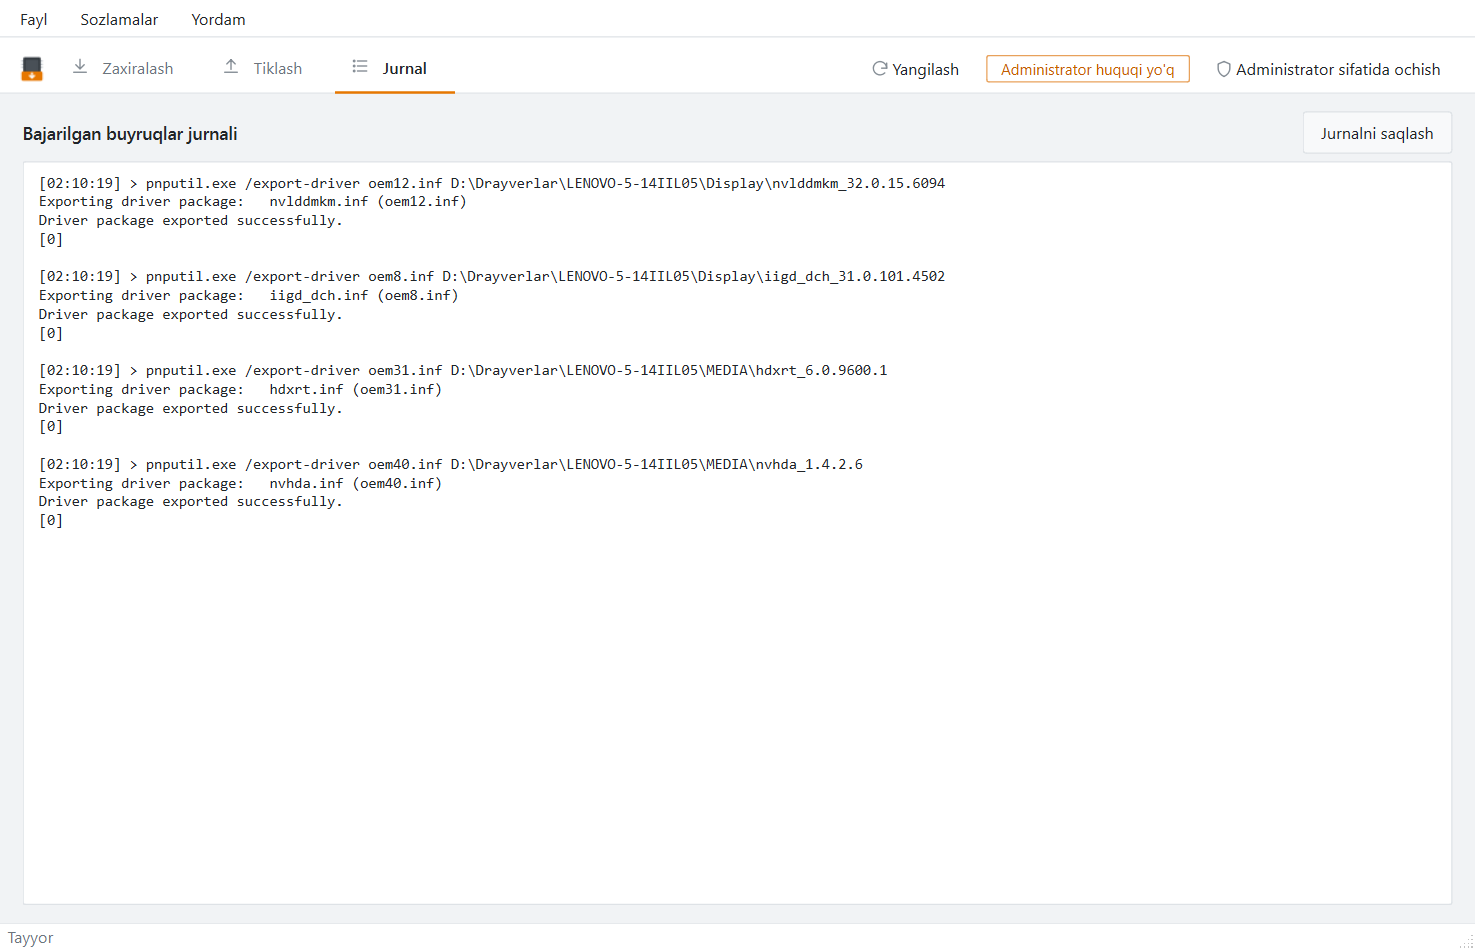 Fayl Sozlamalar Yordam
Zaxiralash Tiklash Jurnal Yangilash Administrator huquqi yo'q Administrator sifatida ochish
Bajarilgan buyruqlar jurnali Jurnalni saqlash
[02:10:19] > pnputil.exe /export-driver oem12.inf D:\Drayverlar\LENOVO-5-14IIL05\Display\nvlddmkm_32.0.15.6094
Exporting driver package:   nvlddmkm.inf (oem12.inf)
Driver package exported successfully.
[0]
[02:10:19] > pnputil.exe /export-driver oem8.inf D:\Drayverlar\LENOVO-5-14IIL05\Display\iigd_dch_31.0.101.4502
Exporting driver package:   iigd_dch.inf (oem8.inf)
Driver package exported successfully.
[0]
[02:10:19] > pnputil.exe /export-driver oem31.inf D:\Drayverlar\LENOVO-5-14IIL05\MEDIA\hdxrt_6.0.9600.1
Exporting driver package:   hdxrt.inf (oem31.inf)
Driver package exported successfully.
[0]
[02:10:19] > pnputil.exe /export-driver oem40.inf D:\Drayverlar\LENOVO-5-14IIL05\MEDIA\nvhda_1.4.2.6
Exporting driver package:   nvhda.inf (oem40.inf)
Driver package exported successfully.
[0]
Tayyor